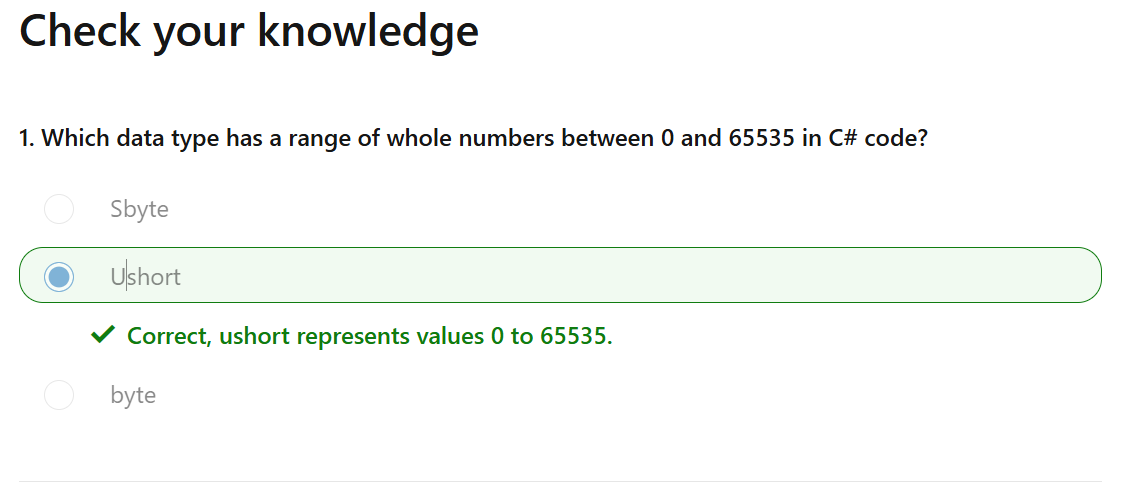 Check your knowledge
1. Which data type has a range of whole numbers between 0 and 65535 in C# code?
Sbyte
Ushort
Correct, ushort represents values 0 to 65535.
byte